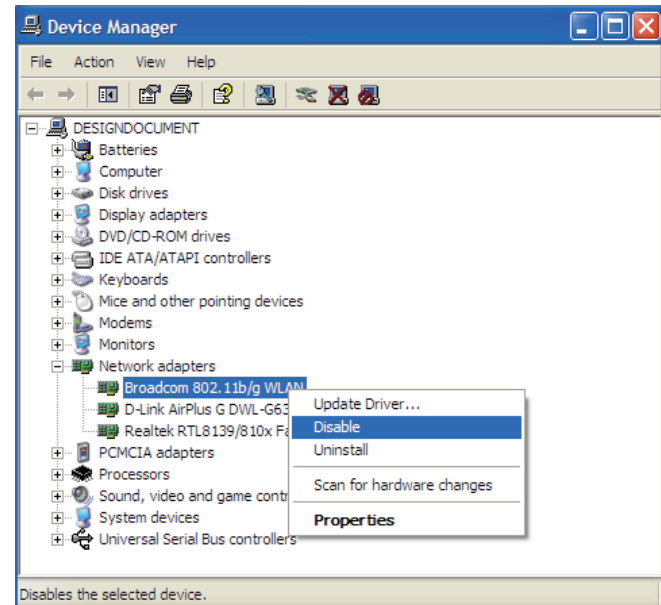 Device Manager
File Action View Help
DESIGNDOCUMENT
Batteries
Computer
Disk drives
Display adapters
DVD/CD-ROM drives
IDE ATA/ATAPI controllers
Keyboards
Mice and other pointing devices
Modems
Monitors
Network adapters
Broadcom 802.11b/g WLAN
D-Link AirPlus G DWL-G63
Realtek RTL8139/810x Fa
PCMCIA adapters
Processors
Sound, video and game contr
System devices
Universal Serial Bus controllers
Update Driver...
Disable
Uninstall
Scan for hardware changes
Properties
Disables the selected device.